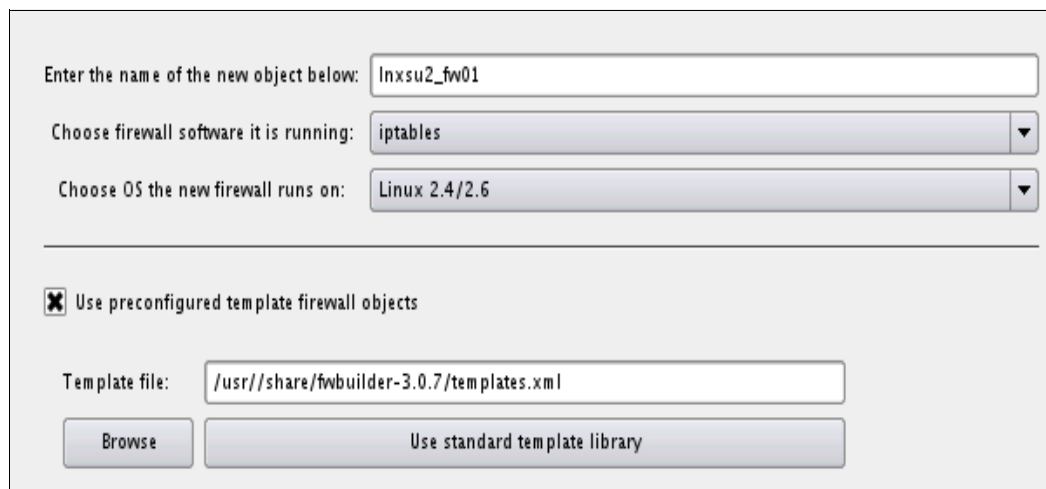 Enter the name of the new object below: lnxsu2_fw01
Choose firewall software it is running: iptables
Choose OS the new firewall runs on: Linux 2.4/2.6
Use preconfigured template firewall objects
Template file: /usr//share/fwbuilder-3.0.7/templates.xml
Browse Use standard template library